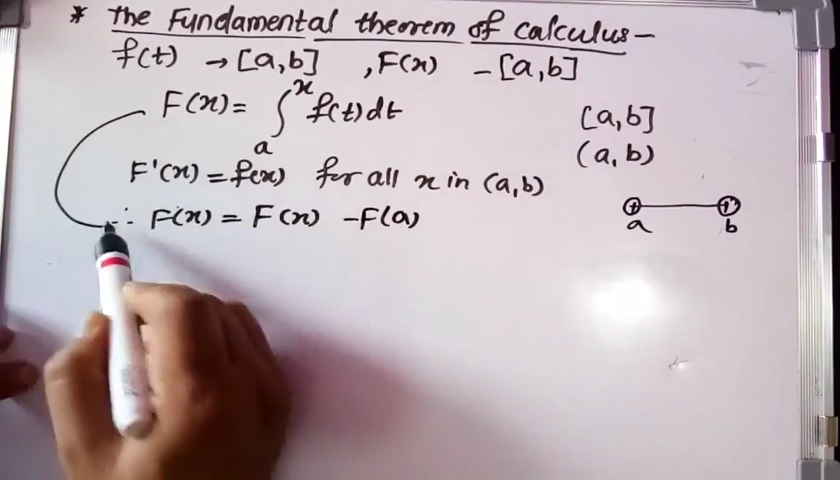 * The Fundamental theorem of calculus –
f(t) → [a,b] , F(x) – [a,b]
F(x) = ∫ₐˣ f(t) dt
[a,b]
(a,b)
F'(x) = f(x) for all x in (a,b)
∴ F(x) = F(x) – F(a)
a b